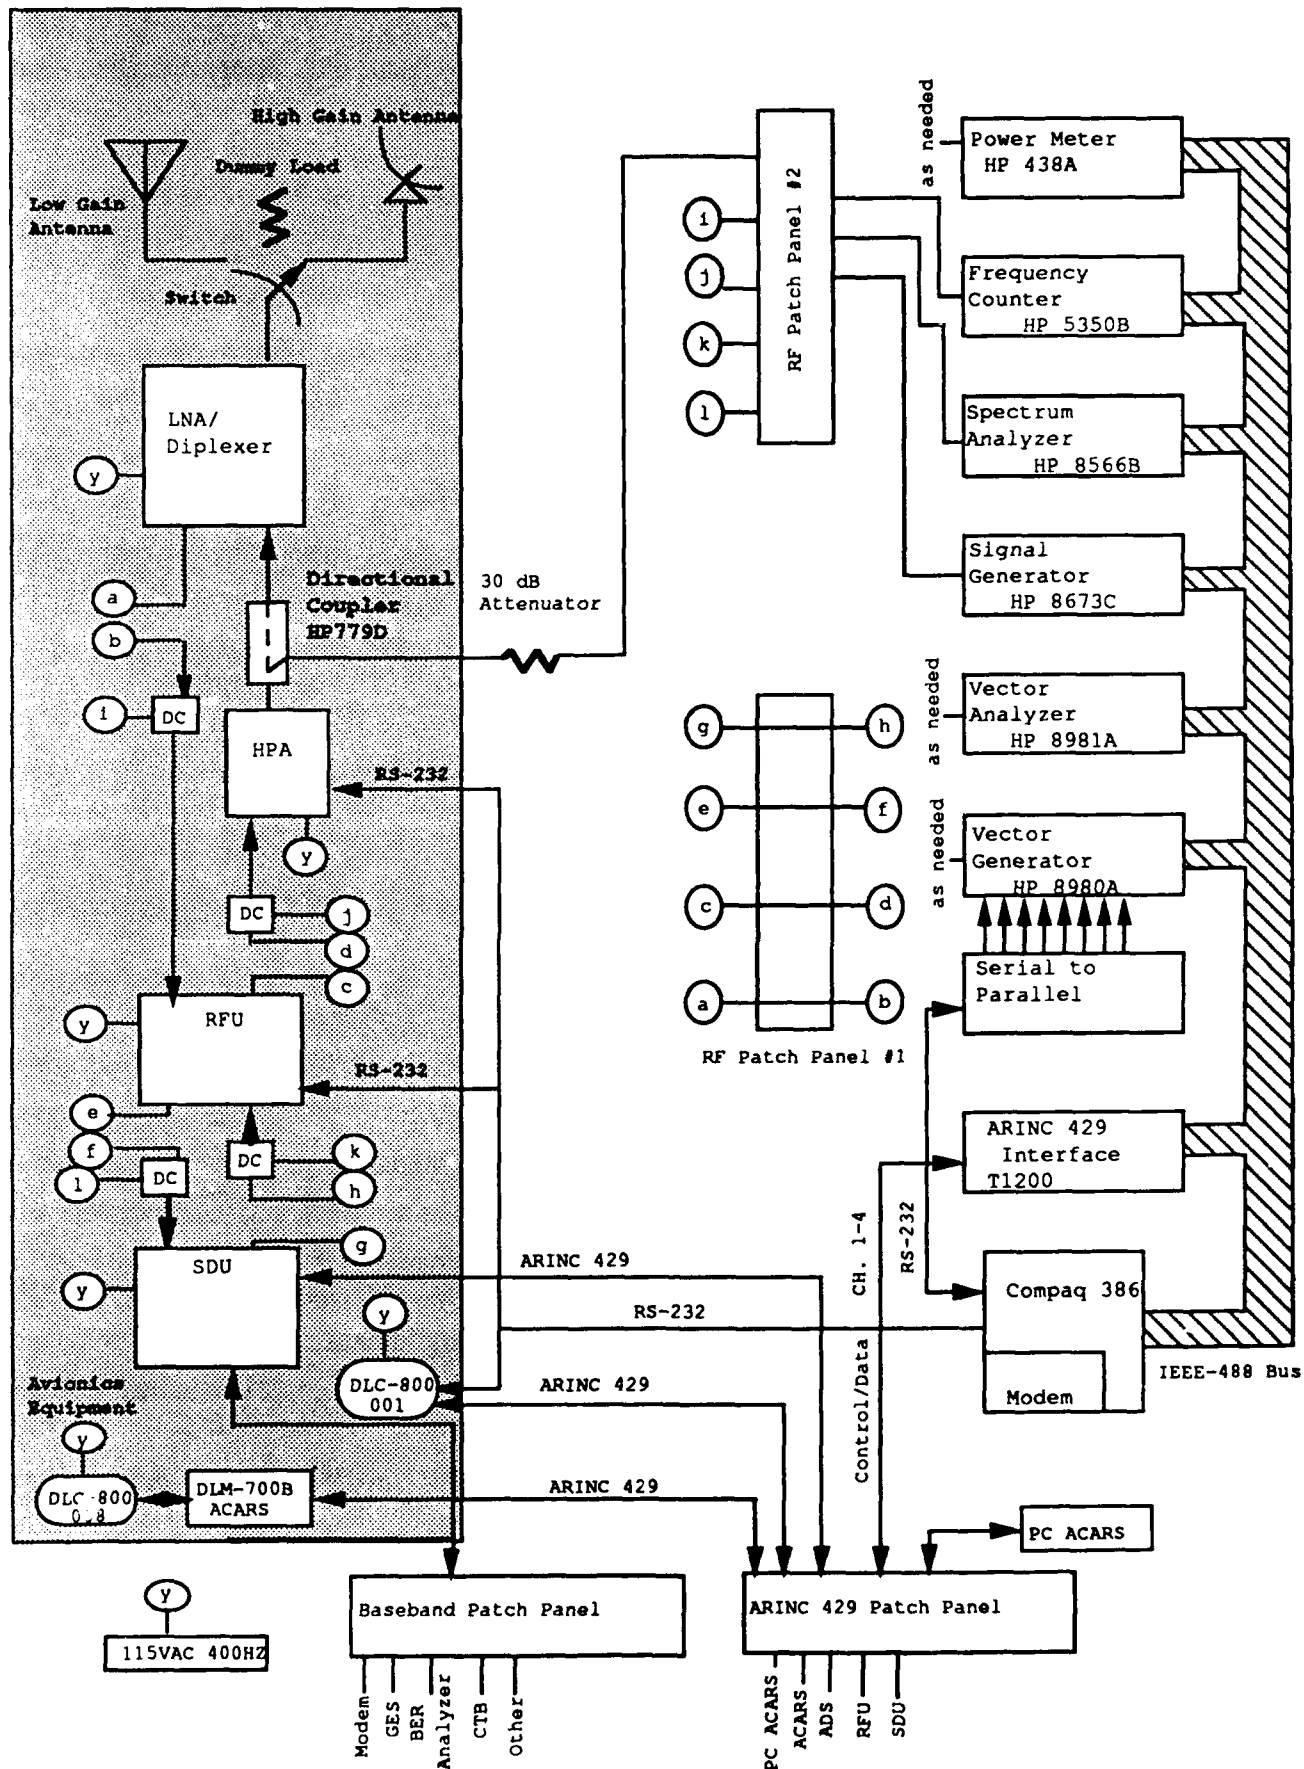 High Gain Antenna
Dummy Load
Low Gain
Antenna
Switch
LNA/
Diplexer
y
a
b
i
DC
Directional
Coupler
HP779D
30 dB
Attenuator
HPA
RS-232
y
DC
j
d
c
RFU
y
RS-232
e
f
l
DC
DC
k
h
g
SDU
y
ARINC 429
RS-232
y
DLC-800
001
ARINC 429
Avionics
Equipment
y
DLC-800
DLM-700B
ACARS
ARINC 429
y
115VAC 400HZ
Baseband Patch Panel
Modem
GES
BER
Analyzer
CTB
Other
ARINC 429 Patch Panel
PC ACARS
ACARS
ADS
RFU
SDU
PC ACARS
RF Patch Panel #2
i
j
k
l
g
h
e
f
c
d
a
b
RF Patch Panel #1
as needed
Power Meter
HP 438A
Frequency
Counter
HP 5350B
Spectrum
Analyzer
HP 8566B
Signal
Generator
HP 8673C
as needed
Vector
Analyzer
HP 8981A
as needed
Vector
Generator
HP 8980A
Serial to
Parallel
ARINC 429
Interface
T1200
Control/Data CH. 1-4
RS-232
Compaq 386
Modem
IEEE-488 Bus